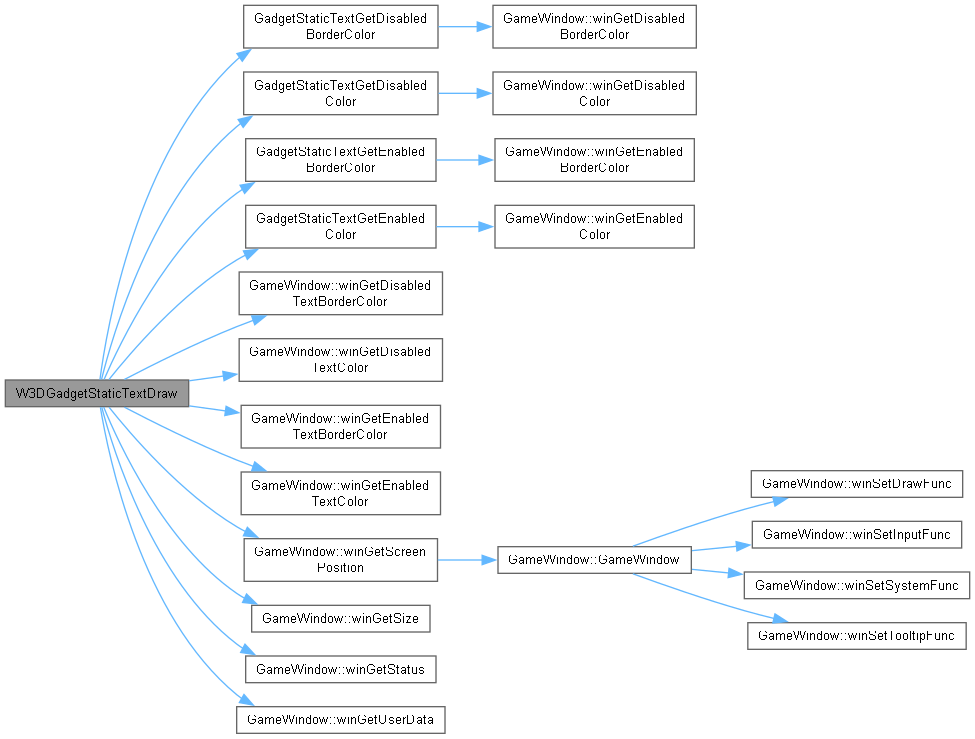 GadgetStaticTextGetDisabled
BorderColor
GameWindow::winGetDisabled
BorderColor
GadgetStaticTextGetDisabled
Color
GameWindow::winGetDisabled
Color
GadgetStaticTextGetEnabled
BorderColor
GameWindow::winGetEnabled
BorderColor
GadgetStaticTextGetEnabled
Color
GameWindow::winGetEnabled
Color
GameWindow::winGetDisabled
TextBorderColor
GameWindow::winGetDisabled
TextColor
W3DGadgetStaticTextDraw
GameWindow::winGetEnabled
TextBorderColor
GameWindow::winGetEnabled
TextColor
GameWindow::winGetScreen
Position
GameWindow::GameWindow
GameWindow::winSetDrawFunc
GameWindow::winSetInputFunc
GameWindow::winSetSystemFunc
GameWindow::winSetTooltipFunc
GameWindow::winGetSize
GameWindow::winGetStatus
GameWindow::winGetUserData